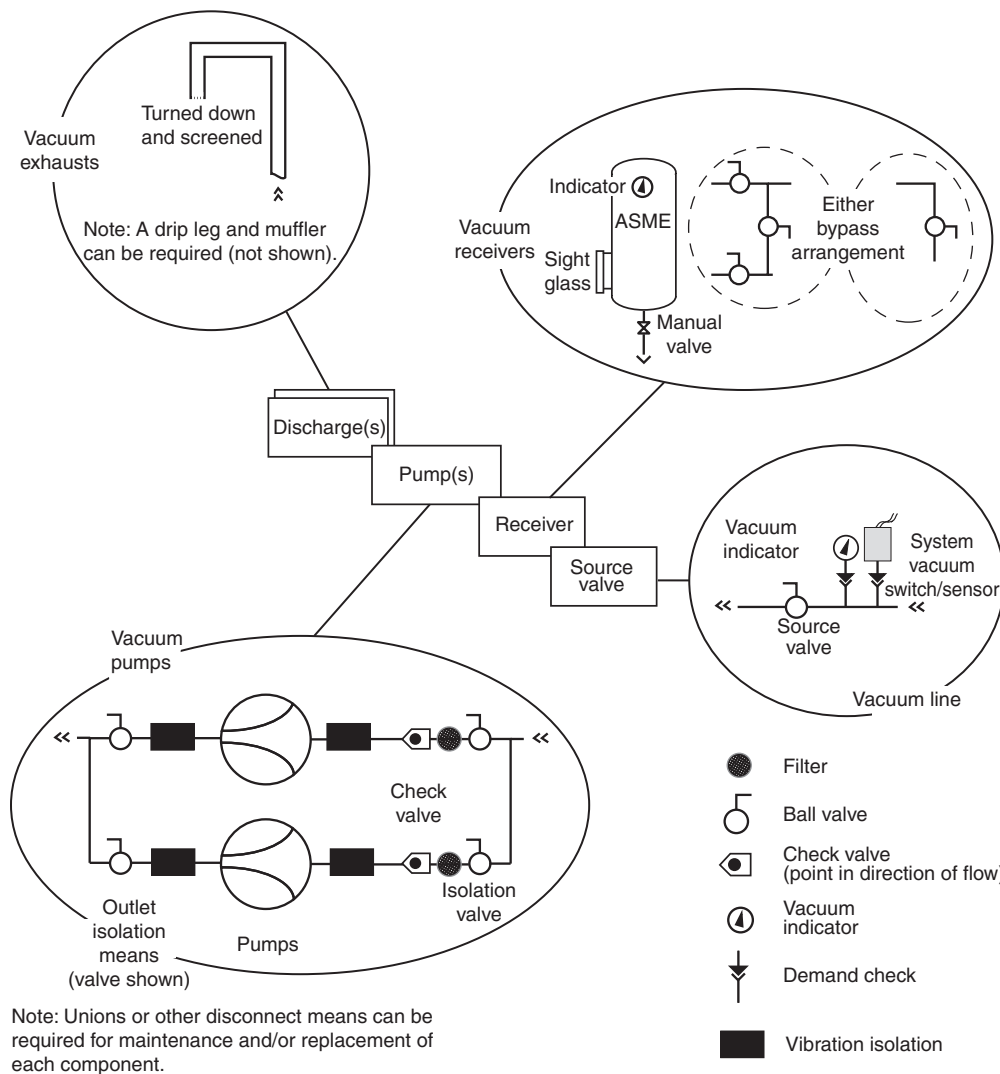 Turned down
and screened
Vacuum
exhausts
Note: A drip leg and muffler
can be required (not shown).
Indicator
ASME
Vacuum
receivers
Sight
glass
Manual
valve
Either
bypass
arrangement
Discharge(s)
Pump(s)
Receiver
Source
valve
Vacuum
indicator
System
vacuum
switch/sensor
Source
valve
Vacuum line
Vacuum
pumps
Check
valve
Isolation
valve
Outlet
isolation
means
(valve shown)
Pumps
Note: Unions or other disconnect means can be
required for maintenance and/or replacement of
each component.
Filter
Ball valve
Check valve
(point in direction of flow)
Vacuum
indicator
Demand check
Vibration isolation